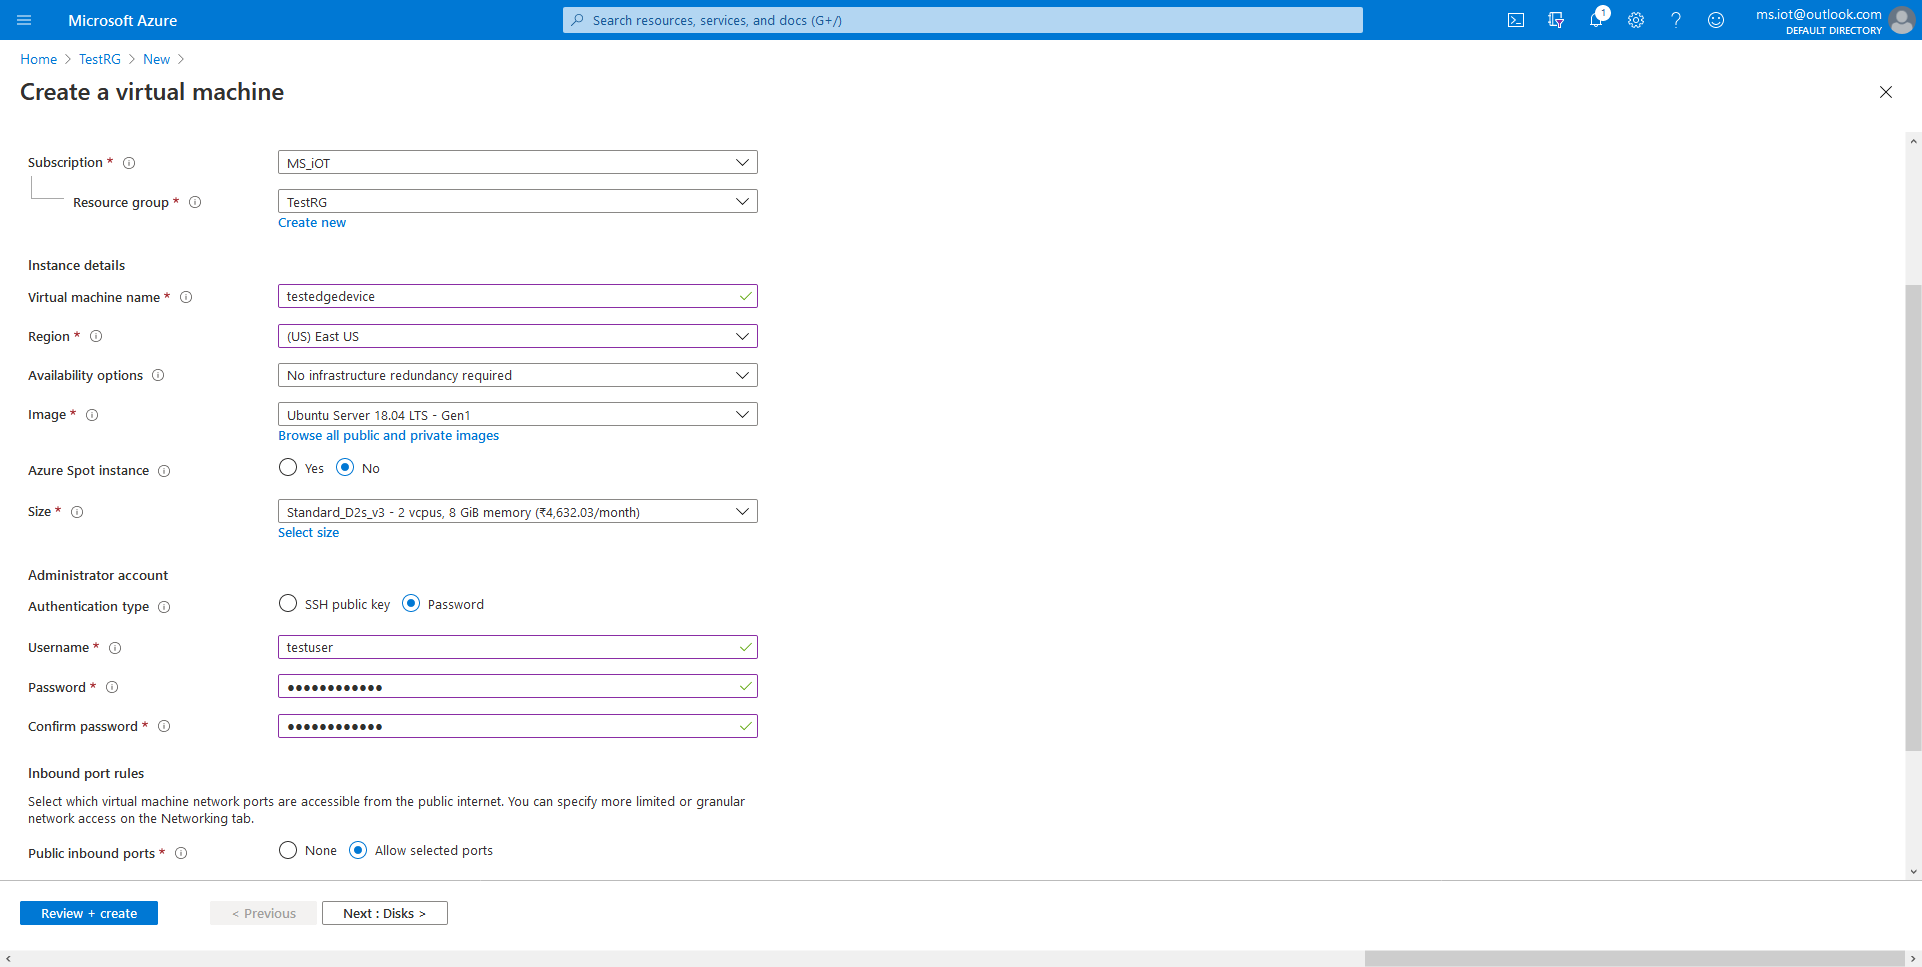 Microsoft Azure
Search resources, services, and docs (G+/)
1
ms.iot@outlook.com
DEFAULT DIRECTORY
Home > TestRG > New >
Create a virtual machine
Subscription *
MS_iOT
Resource group *
TestRG
Create new
Instance details
Virtual machine name *
testedgedevice
Region *
(US) East US
Availability options
No infrastructure redundancy required
Image *
Ubuntu Server 18.04 LTS - Gen1
Browse all public and private images
Azure Spot instance
Yes No
Size *
Standard_D2s_v3 - 2 vcpus, 8 GiB memory (₹4,632.03/month)
Select size
Administrator account
Authentication type
SSH public key Password
Username *
testuser
Password *
●●●●●●●●●●●●
Confirm password *
●●●●●●●●●●●●
Inbound port rules
Select which virtual machine network ports are accessible from the public internet. You can specify more limited or granular
network access on the Networking tab.
Public inbound ports *
None Allow selected ports
Review + create
< Previous
Next : Disks >